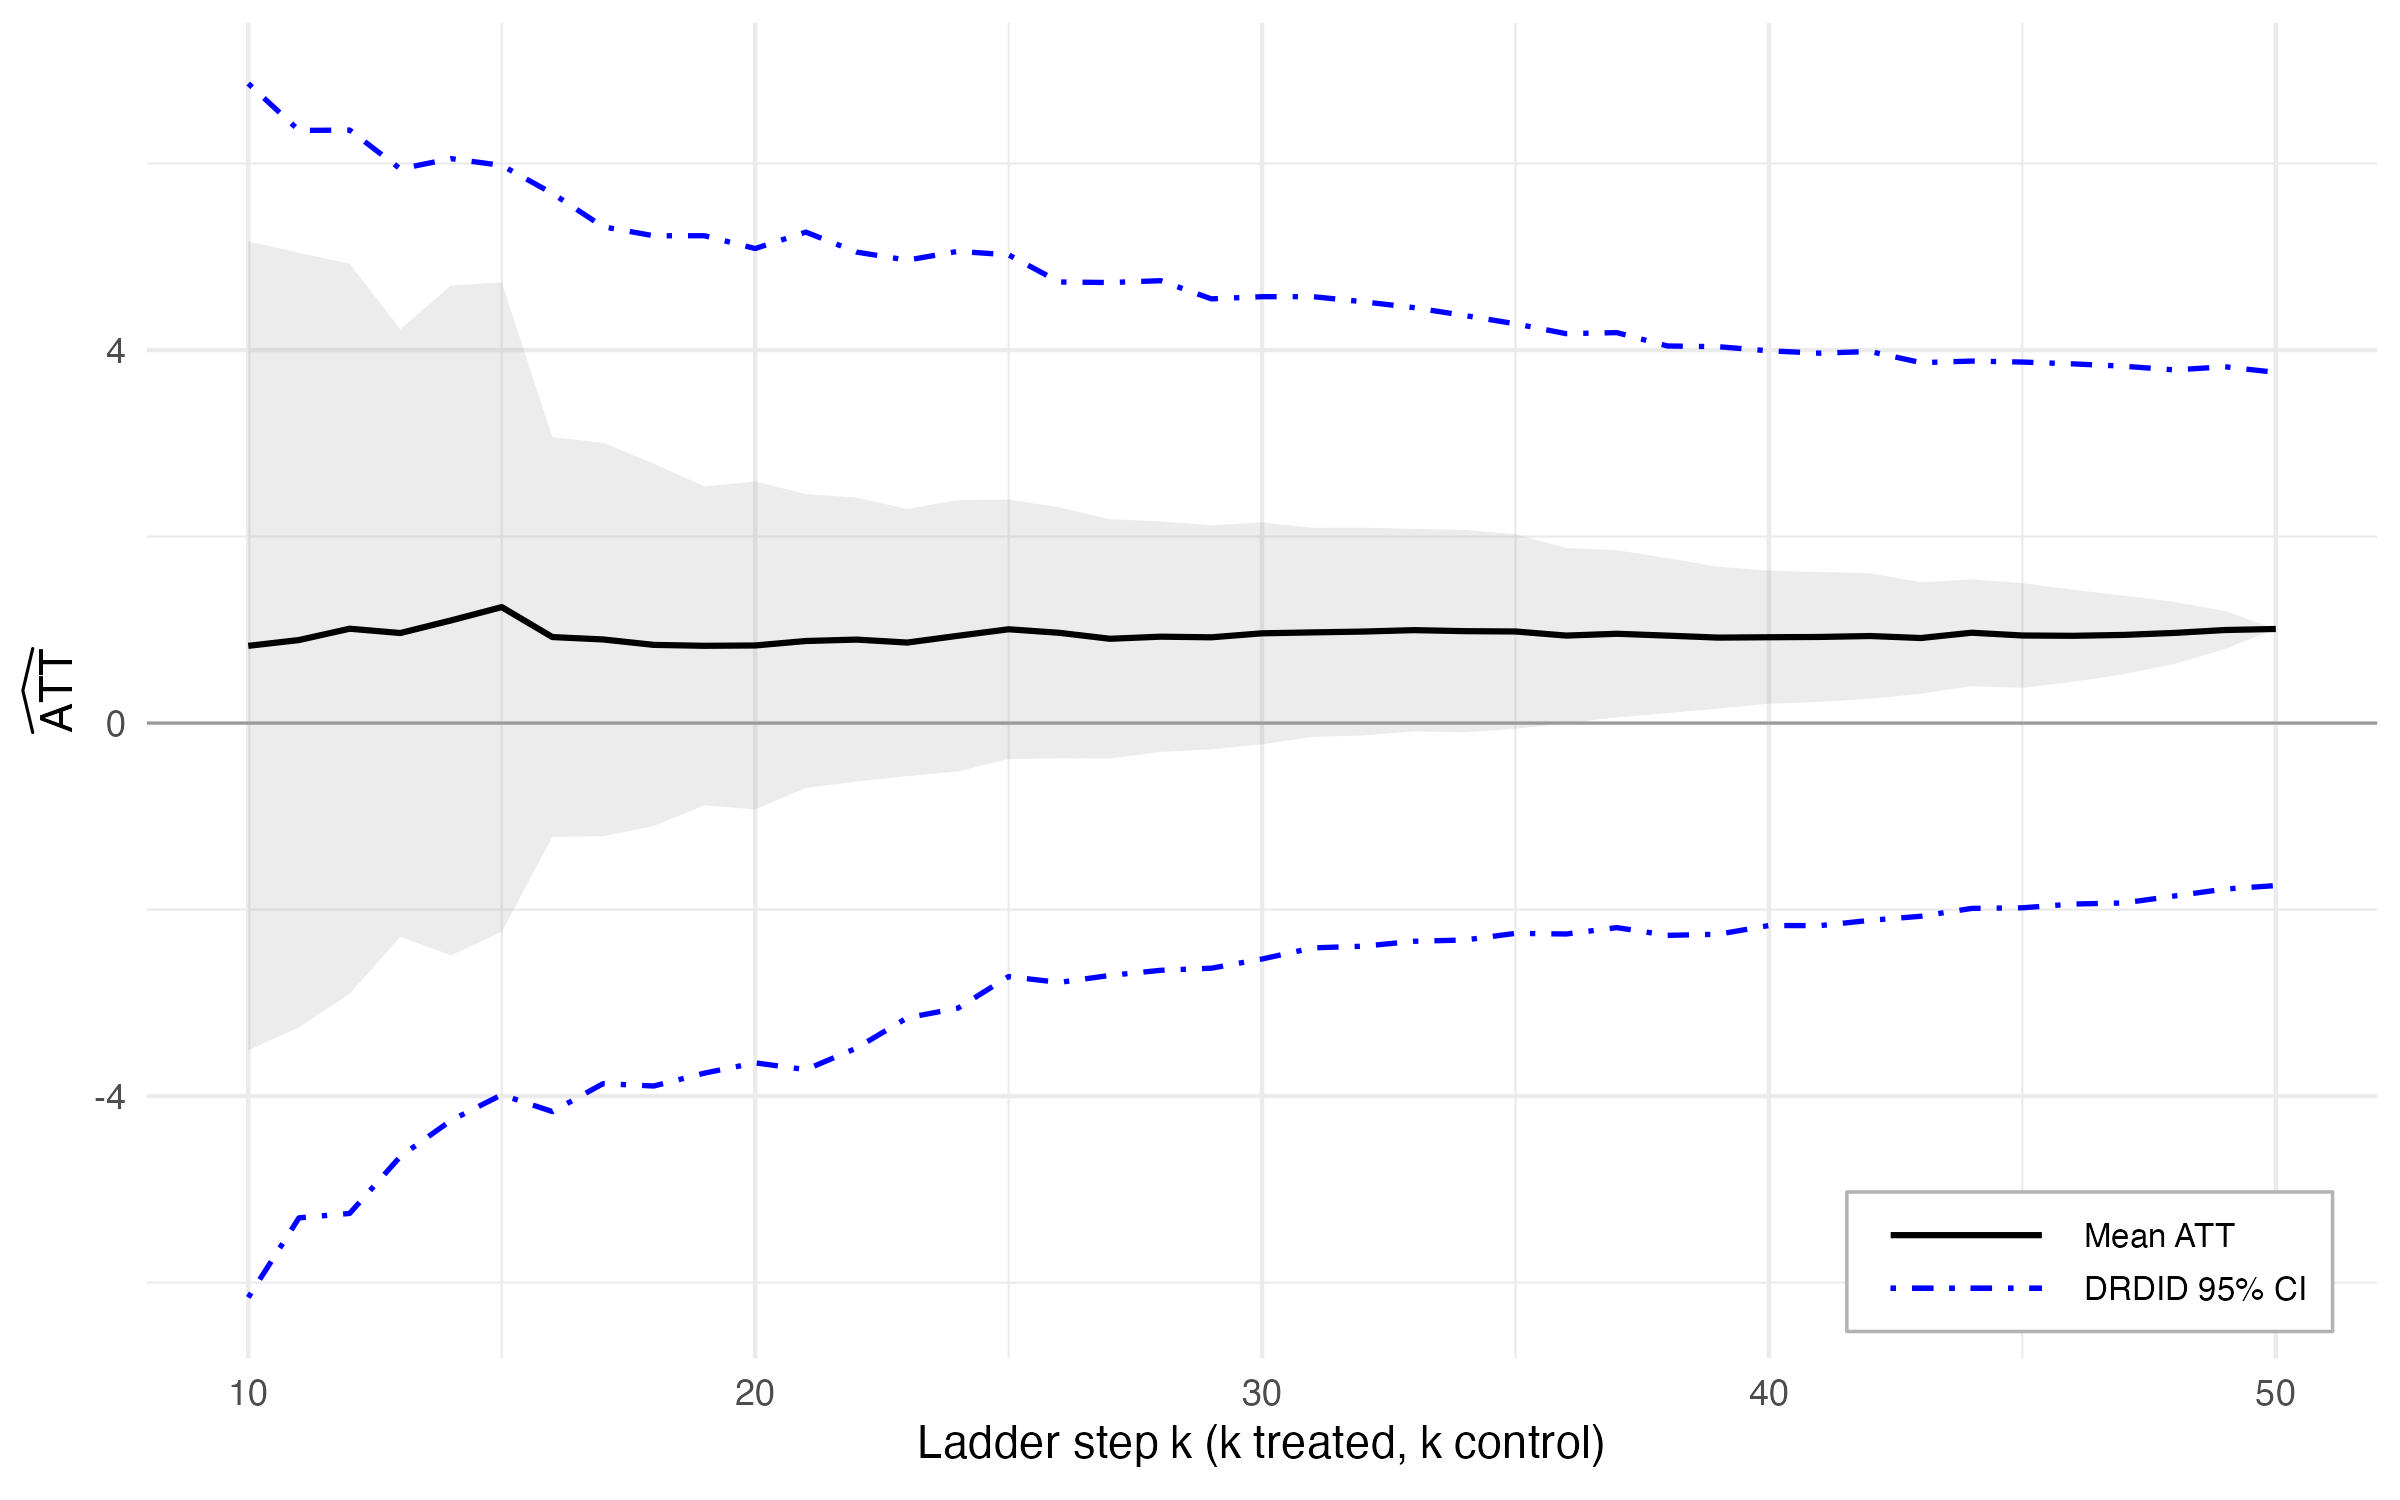 ATT
4
0
-4
10 20 30 40 50
Ladder step k (k treated, k control)
Mean ATT
DRDID 95% CI